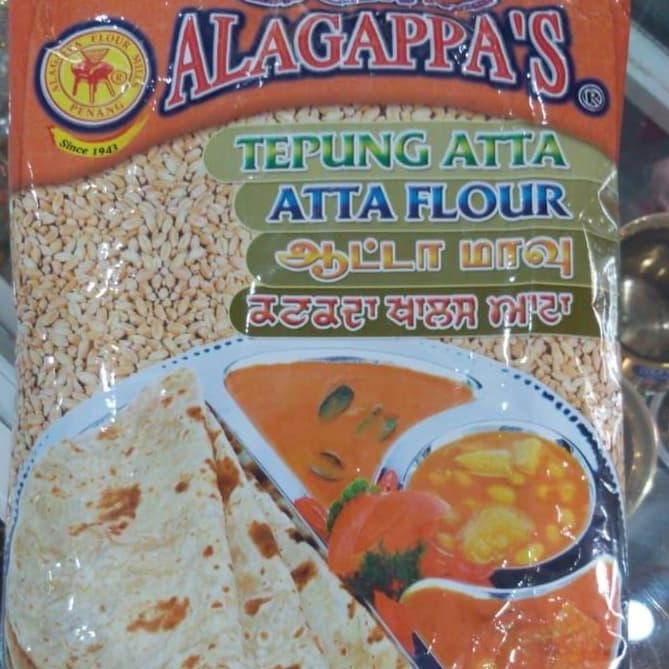 ALAGAPPA'S
®
ALAGAPPA FLOUR MILLS
®
PENANG
Since 1943
TEPUNG ATTA
ATTA FLOUR
ஆட்டா மாவு
ਕਣਕਦਾ ਖਾਲਸ ਆਟਾ